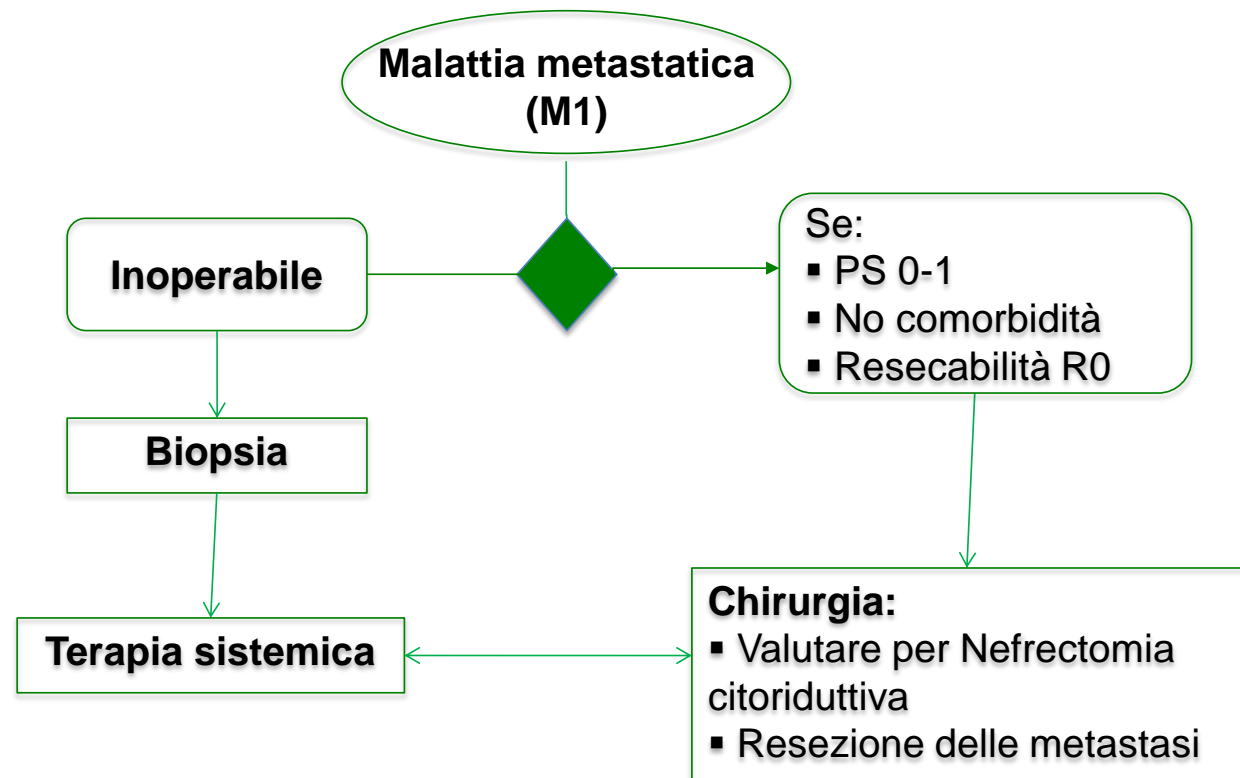 Malattia metastatica
(M1)
Inoperabile
Se:
▪ PS 0-1
▪ No comorbidità
▪ Resecabilità R0
Biopsia
Terapia sistemica
Chirurgia:
▪ Valutare per Nefrectomia
citoriduttiva
▪ Resezione delle metastasi